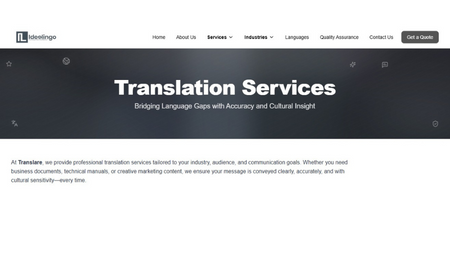 Idealingo
Home About Us Services Industries Languages Quality Assurance Contact Us Get a Quote
Translation Services
Bridging Language Gaps with Accuracy and Cultural Insight
At Translare, we provide professional translation services tailored to your industry, audience, and communication goals. Whether you need
business documents, technical manuals, or creative marketing content, we ensure your message is conveyed clearly, accurately, and with
cultural sensitivity—every time.